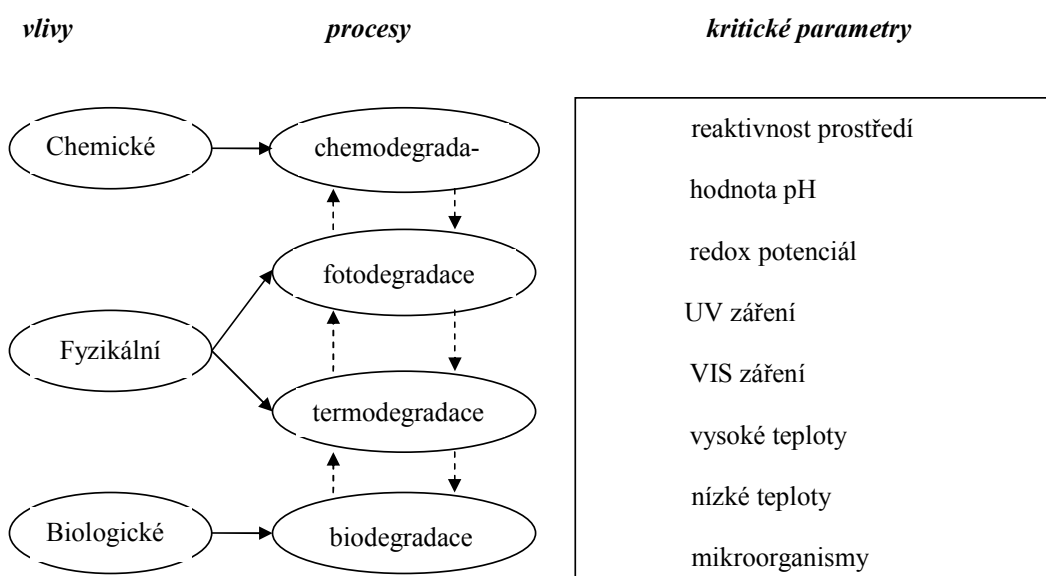 vlivy procesy kritické parametry
Chemické chemodegrada- reaktivnost prostředí
hodnota pH
redox potenciál
fotodegradace
UV záření
Fyzikální
VIS záření
termodegradace
vysoké teploty
nízké teploty
Biologické biodegradace
mikroorganismy